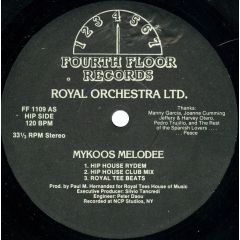 1 2 3 4 5 6 7
FOURTH FLOOR
RECORDS
ROYAL ORCHESTRA LTD.
FF 1109 AS
HIP SIDE
120 BPM
33⅓ RPM Stereo
Thanks:
Manny Garcia, Joanne Cumming
Jeffery & Harvey Otero,
Pedro Trujillo, and The Rest
of the Spanish Lovers ....
Peace
MYKOOS MELODEE
1. HIP HOUSE RYDEM
2. HIP HOUSE CLUB MIX
3. ROYAL TEE BEATS
Prod. by Paul M. Hernandez for Royal Tees House of Music
Executive Producer: Silvio Tancredi
Engineer: Peter Daou
Recorded at NCP Studios, NY